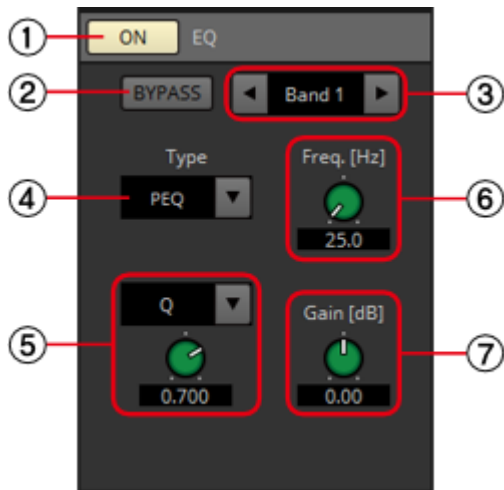 ① ON EQ
② BYPASS ◀ Band 1 ▶ ③
Type Freq. [Hz]
④ PEQ ▼ ⑥
25.0
Q ▼ Gain [dB]
⑤ ⑦
0.700 0.00